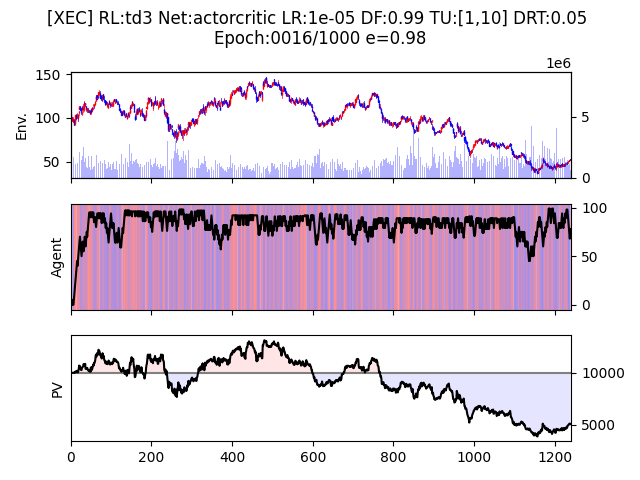 [XEC] RL:td3 Net:actorcritic LR:1e-05 DF:0.99 TU:[1,10] DRT:0.05
Epoch:0016/1000 e=0.98
1e6
150
100
50
Env.
5
0
Agent
100
50
0
PV
10000
5000
0 200 400 600 800 1000 1200